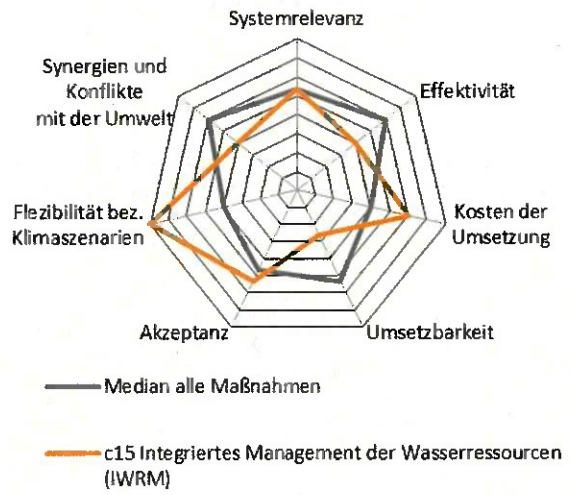 Systemrelevanz
Synergien und
Konflikte
mit der Umwelt
Effektivität
Flezibilität bez.
Klimaszenarien
Kosten der
Umsetzung
Akzeptanz
Umsetzbarkeit
Median alle Maßnahmen
c15 Integriertes Management der Wasserressourcen
(IWRM)